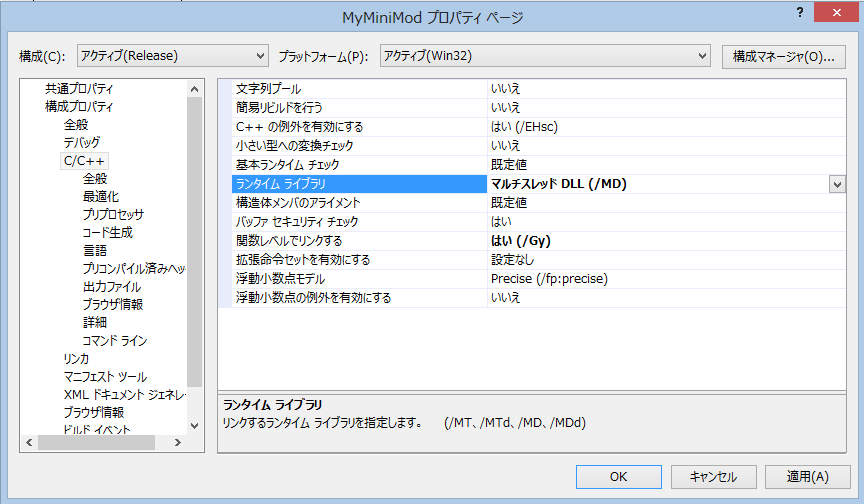 MyMiniMod プロパティ ページ
?
構成(C):
アクティブ(Release)
プラットフォーム(P):
アクティブ(Win32)
構成マネージャ(O)...
共通プロパティ
構成プロパティ
全般
デバッグ
C/C++
全般
最適化
プリプロセッサ
コード生成
言語
プリコンパイル済みヘッ
出力ファイル
ブラウザ情報
詳細
コマンド ライン
リンカ
マニフェスト ツール
XML ドキュメント ジェネレー
ブラウザ情報
ビルド イベント
文字列プール いいえ
簡易リビルドを行う いいえ
C++ の例外を有効にする はい (/EHsc)
小さい型への変換チェック いいえ
基本ランタイム チェック 既定値
ランタイム ライブラリ マルチスレッド DLL (/MD)
構造体メンバのアライメント 既定値
バッファ セキュリティ チェック はい
関数レベルでリンクする はい (/Gy)
拡張命令セットを有効にする 設定なし
浮動小数点モデル Precise (/fp:precise)
浮動小数点の例外を有効にする いいえ
ランタイム ライブラリ
リンクするランタイム ライブラリを指定します。 (/MT、/MTd、/MD、/MDd)
OK
キャンセル
適用(A)